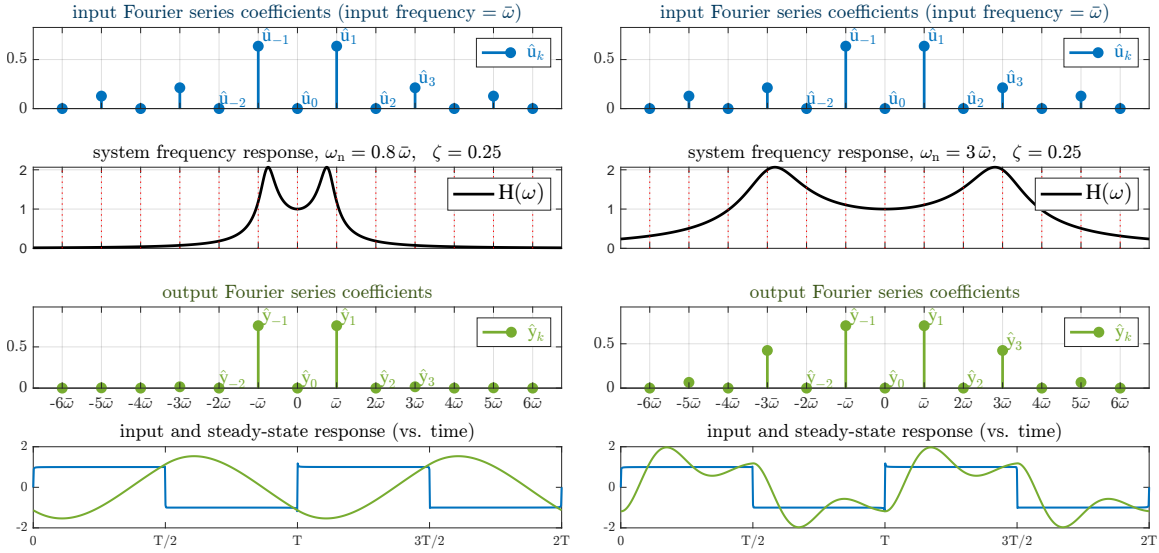 input Fourier series coefficients (input frequency = ω̄)
0.5
0
û₋₂
û₋₁
û₀
û₁
û₂
û₃
û_k
system frequency response, ωₙ = 0.8 ω̄, ζ = 0.25
2
1
0
H(ω)
output Fourier series coefficients
0.5
0
ŷ₋₂
ŷ₋₁
ŷ₀
ŷ₁
ŷ₂
ŷ₃
ŷ_k
-6ω̄ -5ω̄ -4ω̄ -3ω̄ -2ω̄ -ω̄ 0 ω̄ 2ω̄ 3ω̄ 4ω̄ 5ω̄ 6ω̄
input and steady-state response (vs. time)
2
0
-2
0 T/2 T 3T/2 2T
input Fourier series coefficients (input frequency = ω̄)
0.5
0
û₋₂
û₋₁
û₀
û₁
û₂
û₃
û_k
system frequency response, ωₙ = 3 ω̄, ζ = 0.25
2
1
0
H(ω)
output Fourier series coefficients
0.5
0
ŷ₋₂
ŷ₋₁
ŷ₀
ŷ₁
ŷ₂
ŷ₃
ŷ_k
-6ω̄ -5ω̄ -4ω̄ -3ω̄ -2ω̄ -ω̄ 0 ω̄ 2ω̄ 3ω̄ 4ω̄ 5ω̄ 6ω̄
input and steady-state response (vs. time)
2
0
-2
0 T/2 T 3T/2 2T